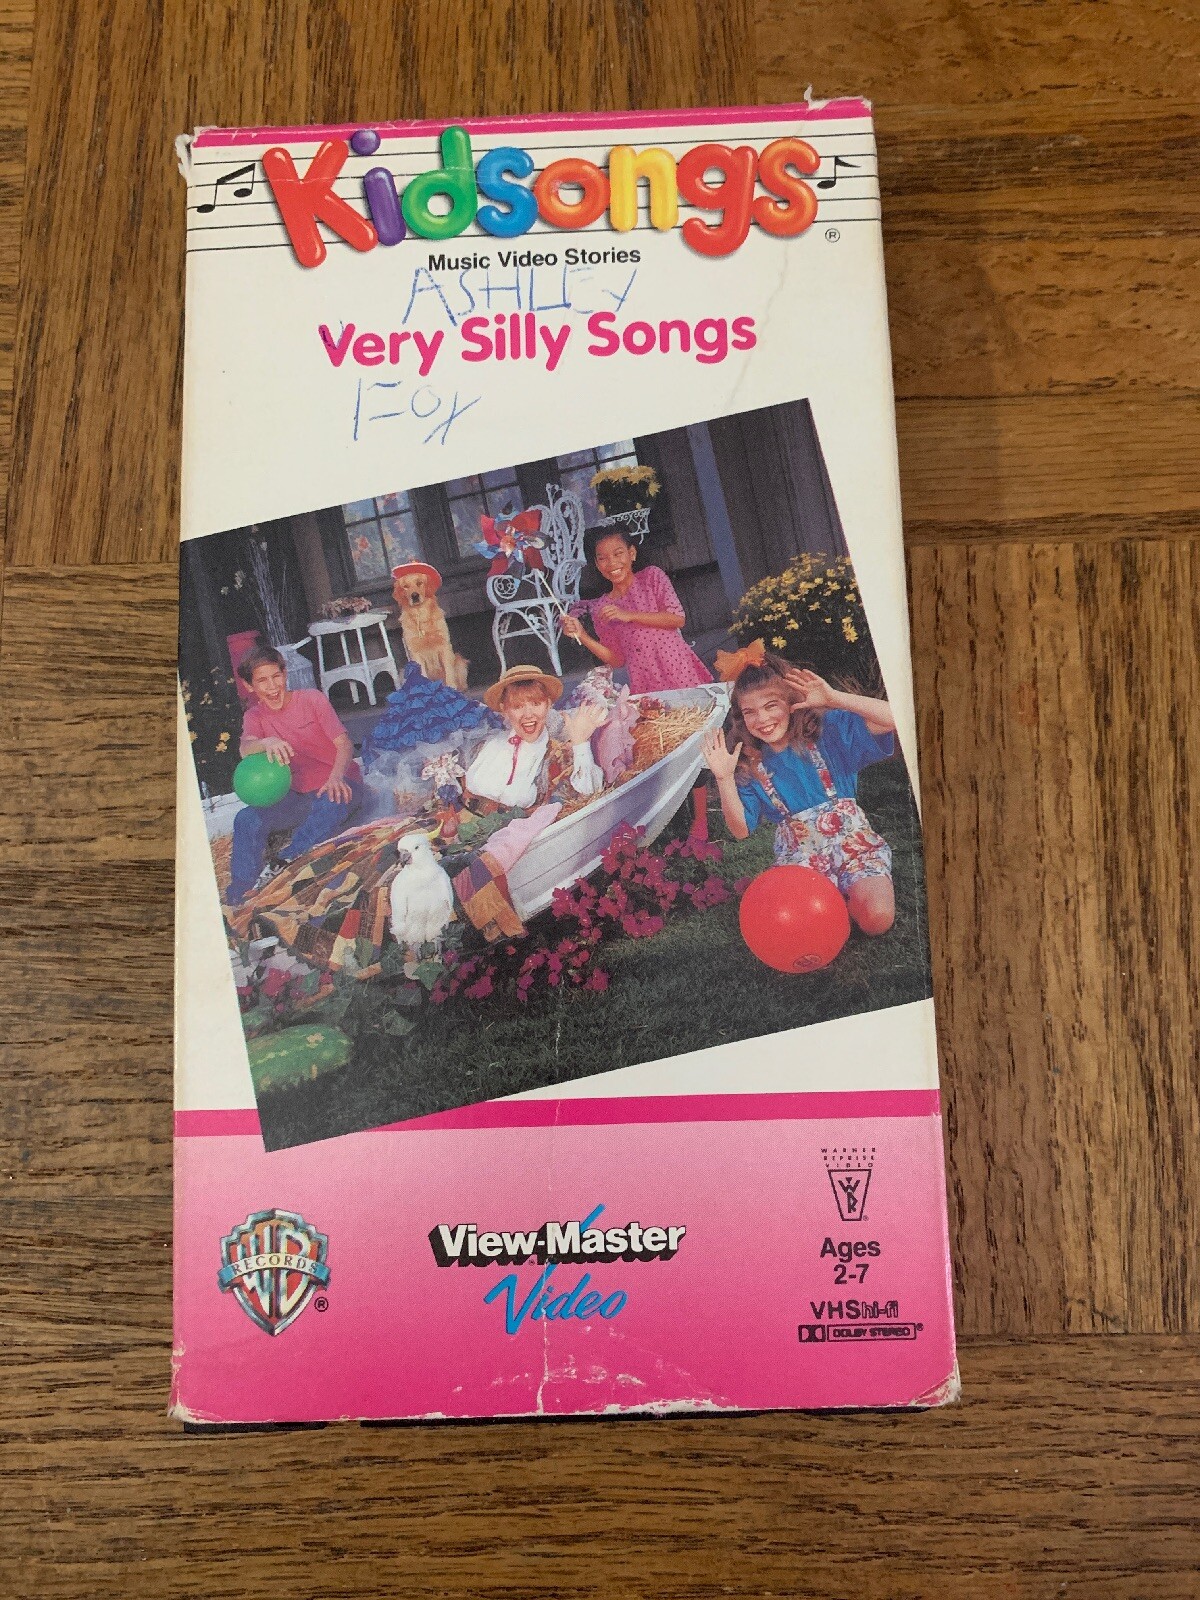 Kidsongs®
Music Video Stories
ASHLEY
Very Silly Songs
Fox
WARNER
REPRISE
VIDEO
WR®
Ages
2-7
WB
RECORDS
®
View-Master
Video
VHS hi-fi
DOLBY STEREO®